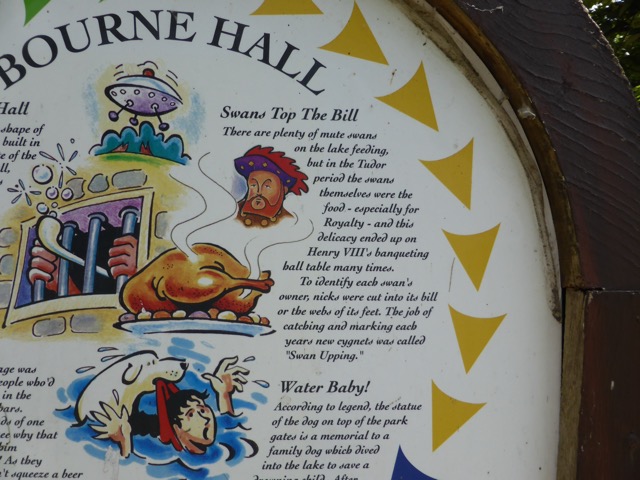 BOURNE HALL
Hall
shape of
built in
e of the
ll,
Swans Top The Bill
There are plenty of mute swans
on the lake feeding,
but in the Tudor
period the swans
themselves were the
food - especially for
Royalty - and this
delicacy ended up on
Henry VIII's banqueting
hall table many times.
To identify each swan's
owner, nicks were cut into its bill
or the webs of its feet. The job of
catching and marking each
years new cygnets was called
"Swan Upping."
age was
eople who'd
in the
bars.
ds of one
ee why that
him
! As they
n't squeeze a beer
Water Baby!
According to legend, the statue
of the dog on top of the park
gates is a memorial to a
family dog which dived
into the lake to save a
drowning child. After